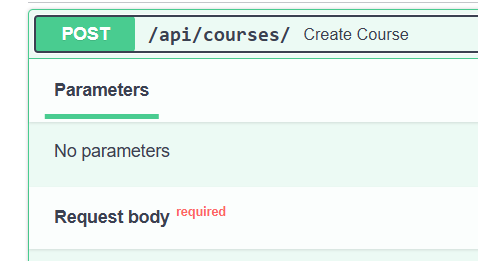 POST /api/courses/ Create Course
Parameters
No parameters
Request body required